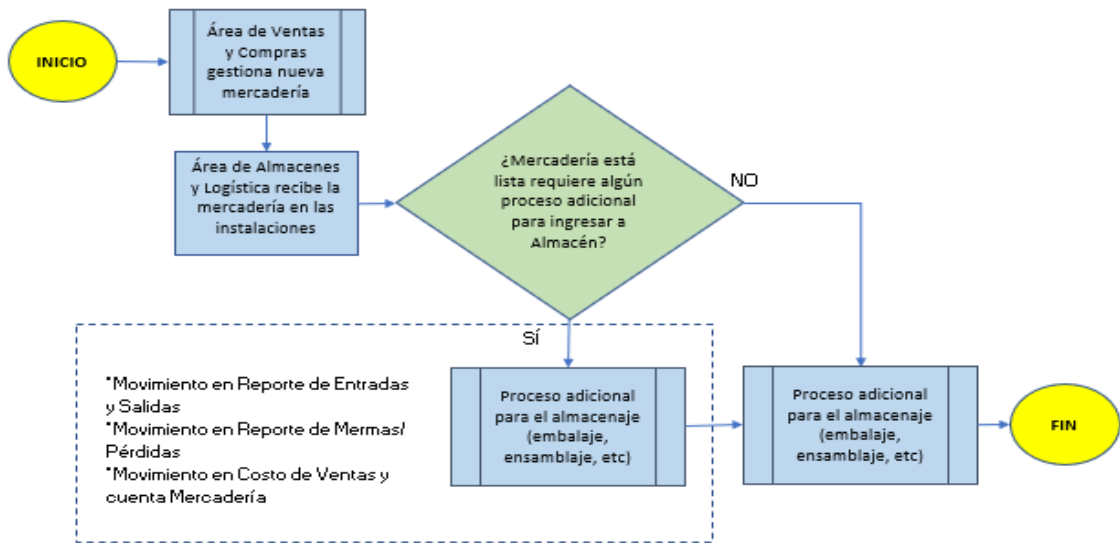 INICIO
Área de Ventas
y Compras
gestiona nueva
mercadería
Área de Almacenes
y Logística recibe la
mercadería en las
instalaciones
¿Mercadería está
lista requiere algún
proceso adicional
para ingresar a
Almacén?
NO
SÍ
*Movimiento en Reporte de Entradas
y Salidas
*Movimiento en Reporte de Mermas/
Pérdidas
*Movimiento en Costo de Ventas y
cuenta Mercadería
Proceso adicional
para el almacenaje
(embalaje,
ensamblaje, etc)
Proceso adicional
para el almacenaje
(embalaje,
ensamblaje, etc)
FIN